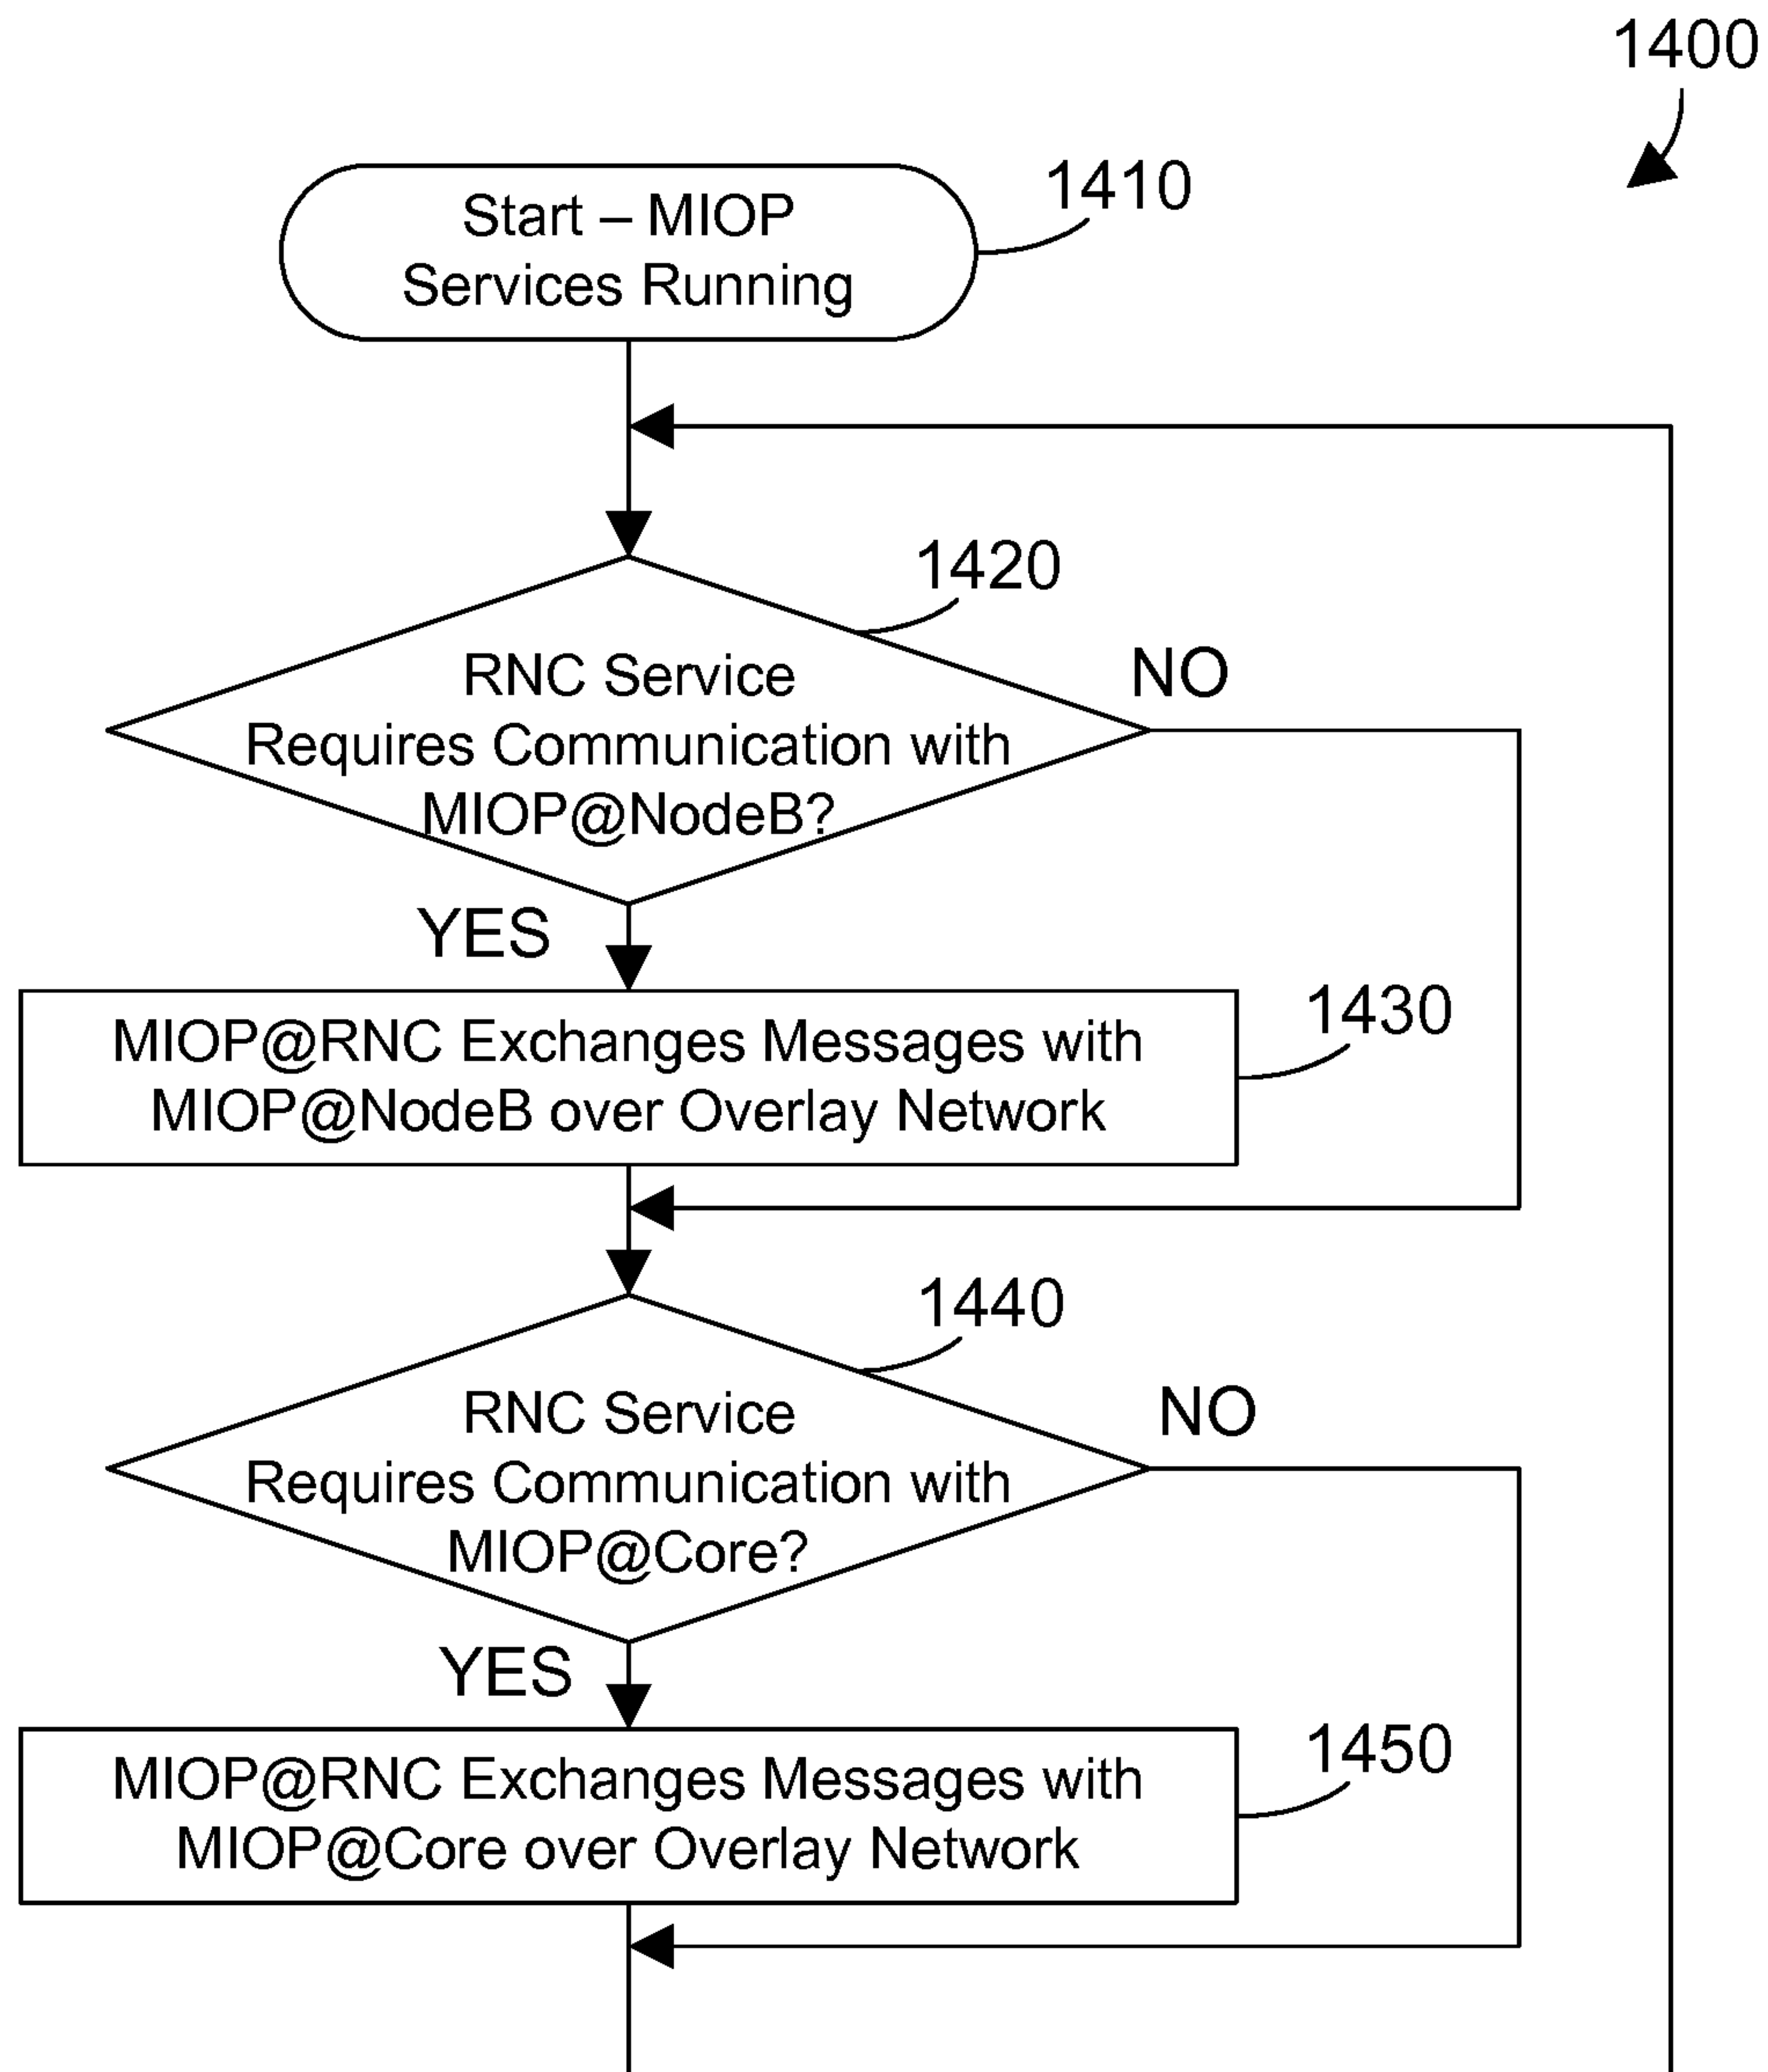 1400
Start – MIOP
Services Running
1410
1420
RNC Service
Requires Communication with
MIOP@NodeB?
NO
YES
MIOP@RNC Exchanges Messages with
MIOP@NodeB over Overlay Network
1430
1440
RNC Service
Requires Communication with
MIOP@Core?
NO
YES
MIOP@RNC Exchanges Messages with
MIOP@Core over Overlay Network
1450